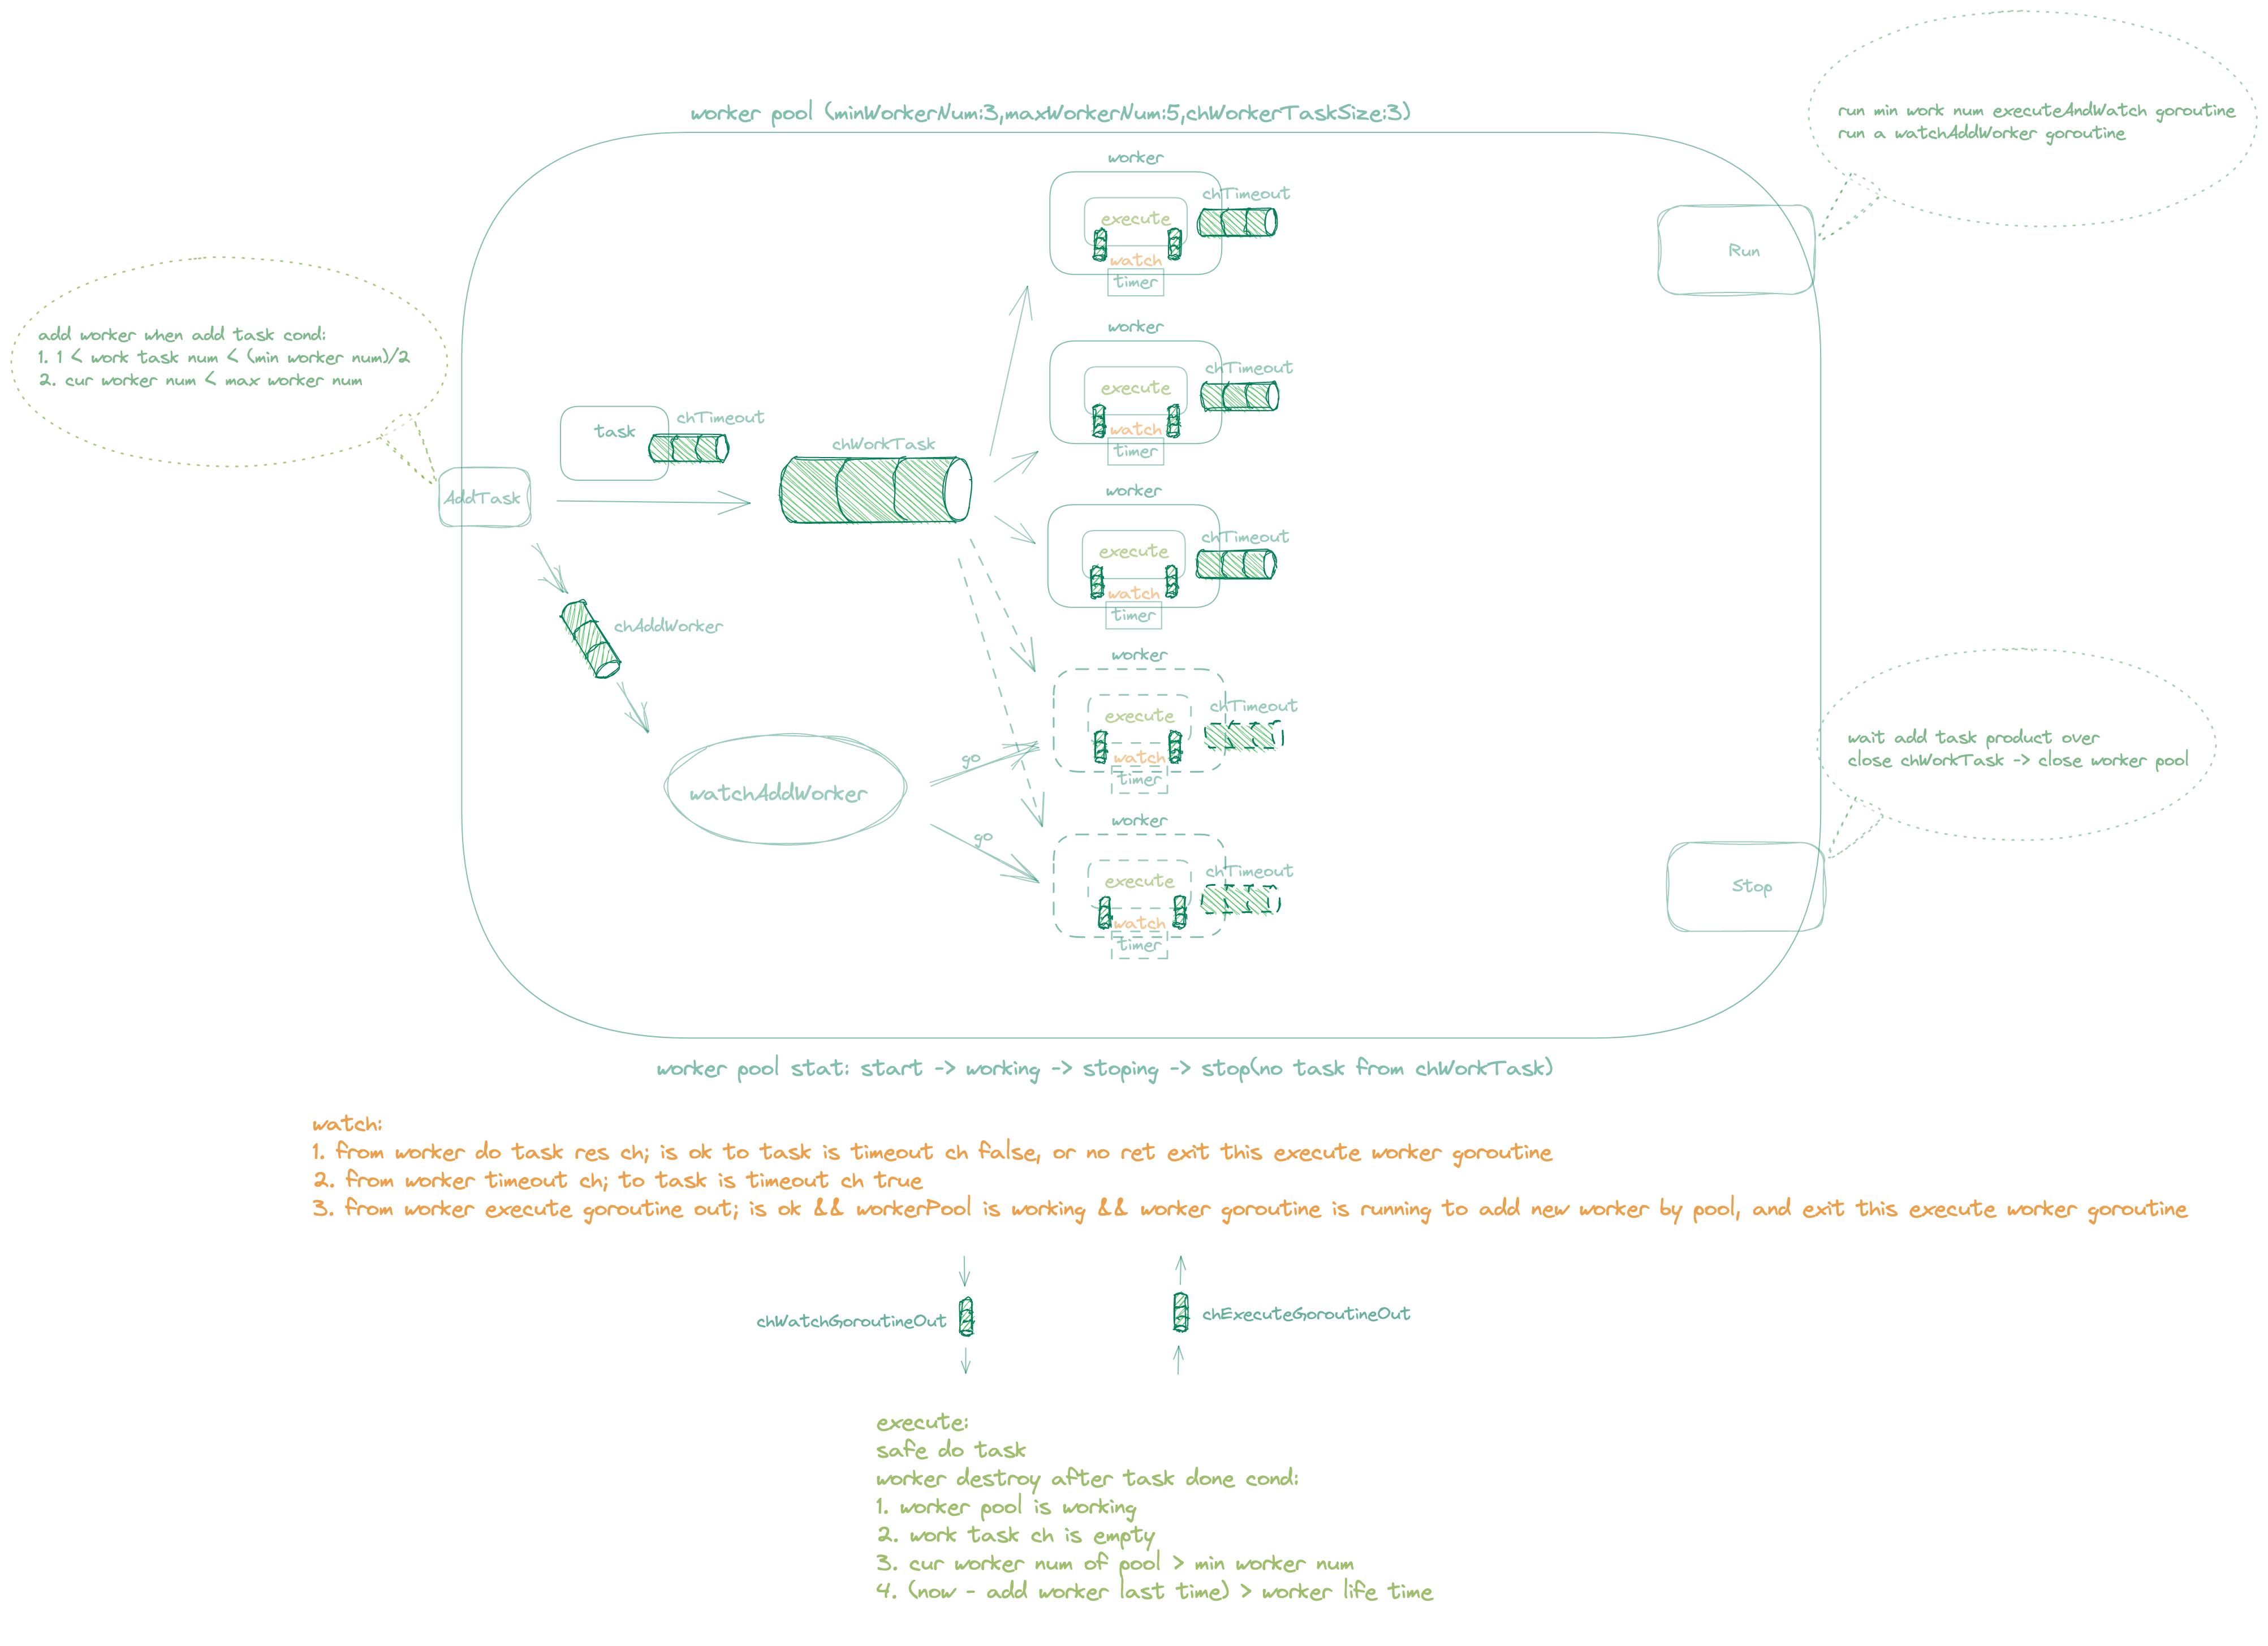 worker pool (minWorkerNum:3,maxWorkerNum:5,chWorkerTaskSize:3)
run min work num executeAndWatch goroutine
run a watchAddWorker goroutine
Run
add worker when add task cond:
1. 1 < work task num < (min worker num)/2
2. cur worker num < max worker num
AddTask
task
chTimeout
chWorkTask
chAddWorker
watchAddWorker
go
go
worker
execute
chTimeout
watch
timer
worker
execute
chTimeout
watch
timer
worker
execute
chTimeout
watch
timer
worker
execute
chTimeout
watch
timer
worker
execute
chTimeout
watch
timer
wait add task product over
close chWorkTask -> close worker pool
Stop
worker pool stat: start -> working -> stoping -> stop(no task from chWorkTask)
watch:
1. from worker do task res ch; is ok to task is timeout ch false, or no ret exit this execute worker goroutine
2. from worker timeout ch; to task is timeout ch true
3. from worker execute goroutine out; is ok && workerPool is working && worker goroutine is running to add new worker by pool, and exit this execute worker goroutine
chWatchGoroutineOut
chExecuteGoroutineOut
execute:
safe do task
worker destroy after task done cond:
1. worker pool is working
2. work task ch is empty
3. cur worker num of pool > min worker num
4. (now - add worker last time) > worker life time